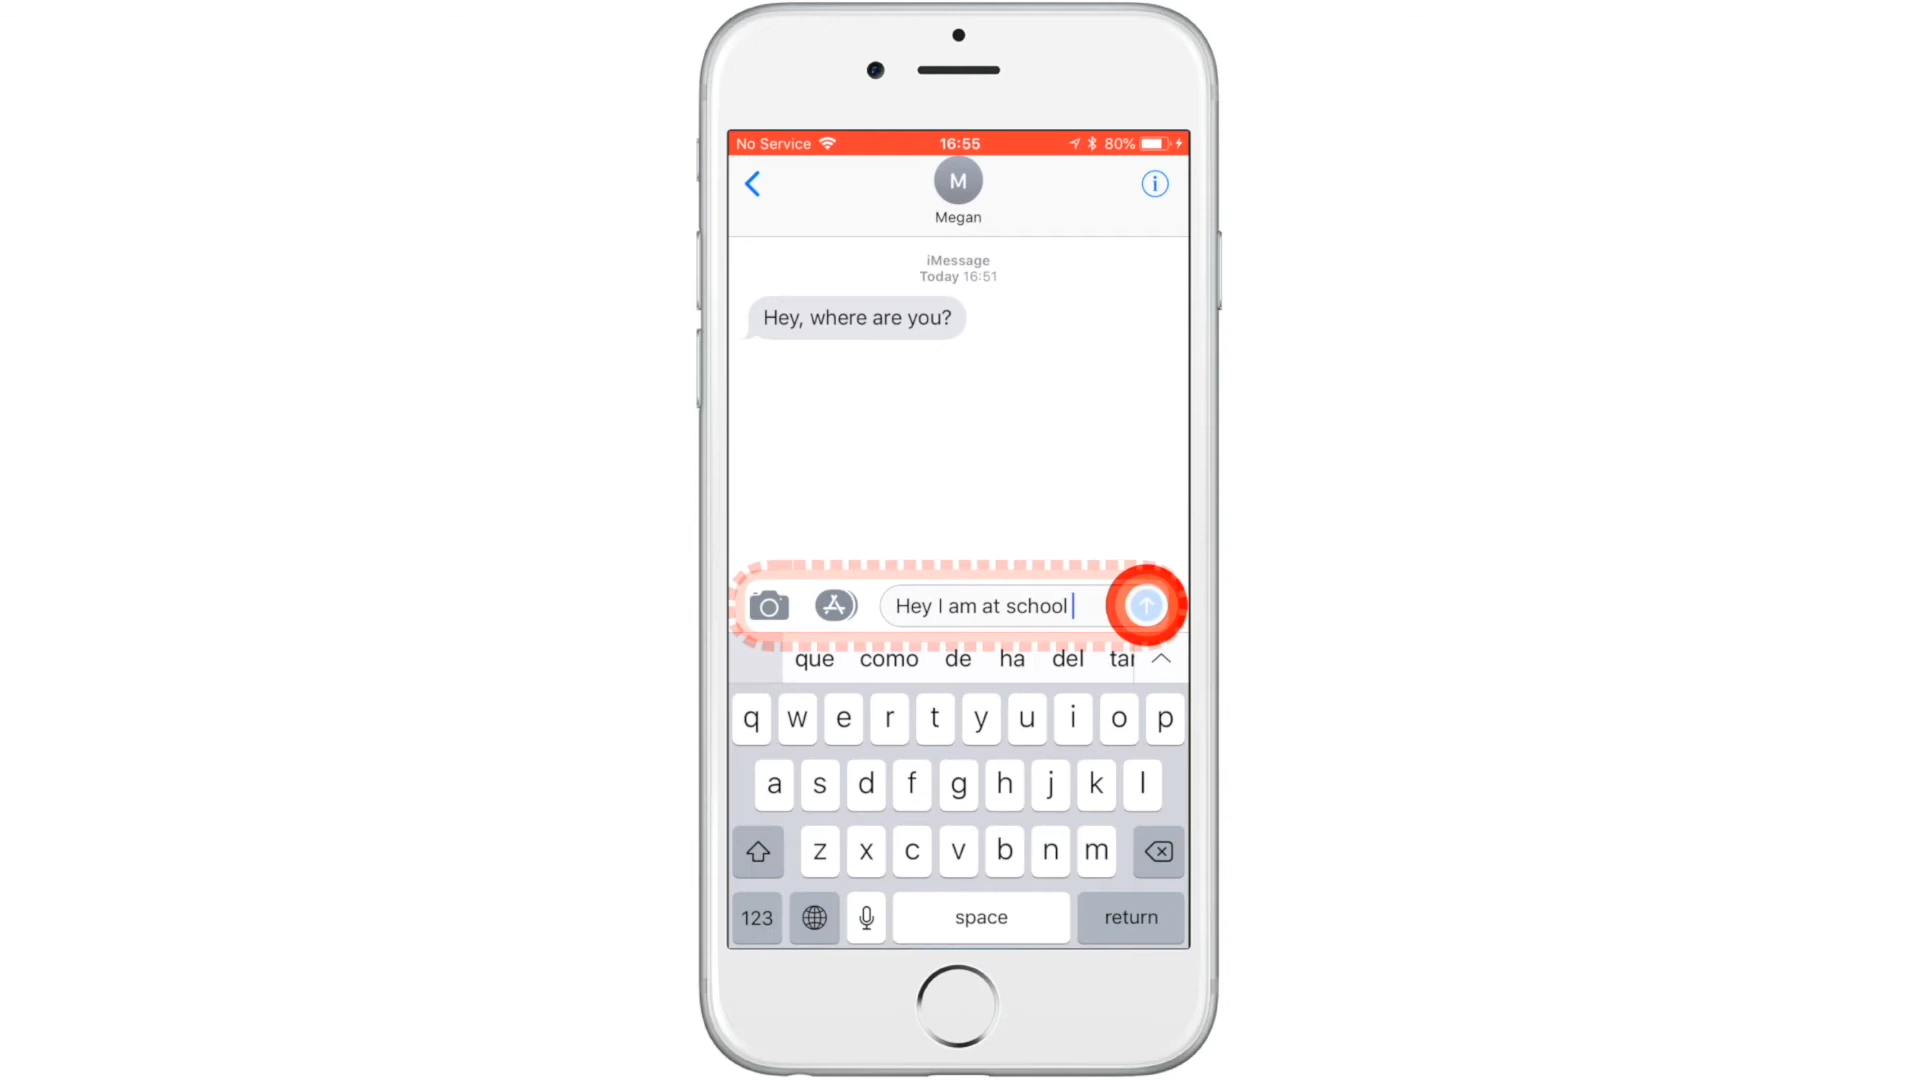 No Service 16:55 80%
M
Megan
iMessage
Today 16:51
Hey, where are you?
Hey I am at school
que como de ha del
q w e r t y u i o p
a s d f g h j k l
z x c v b n m
123 space return